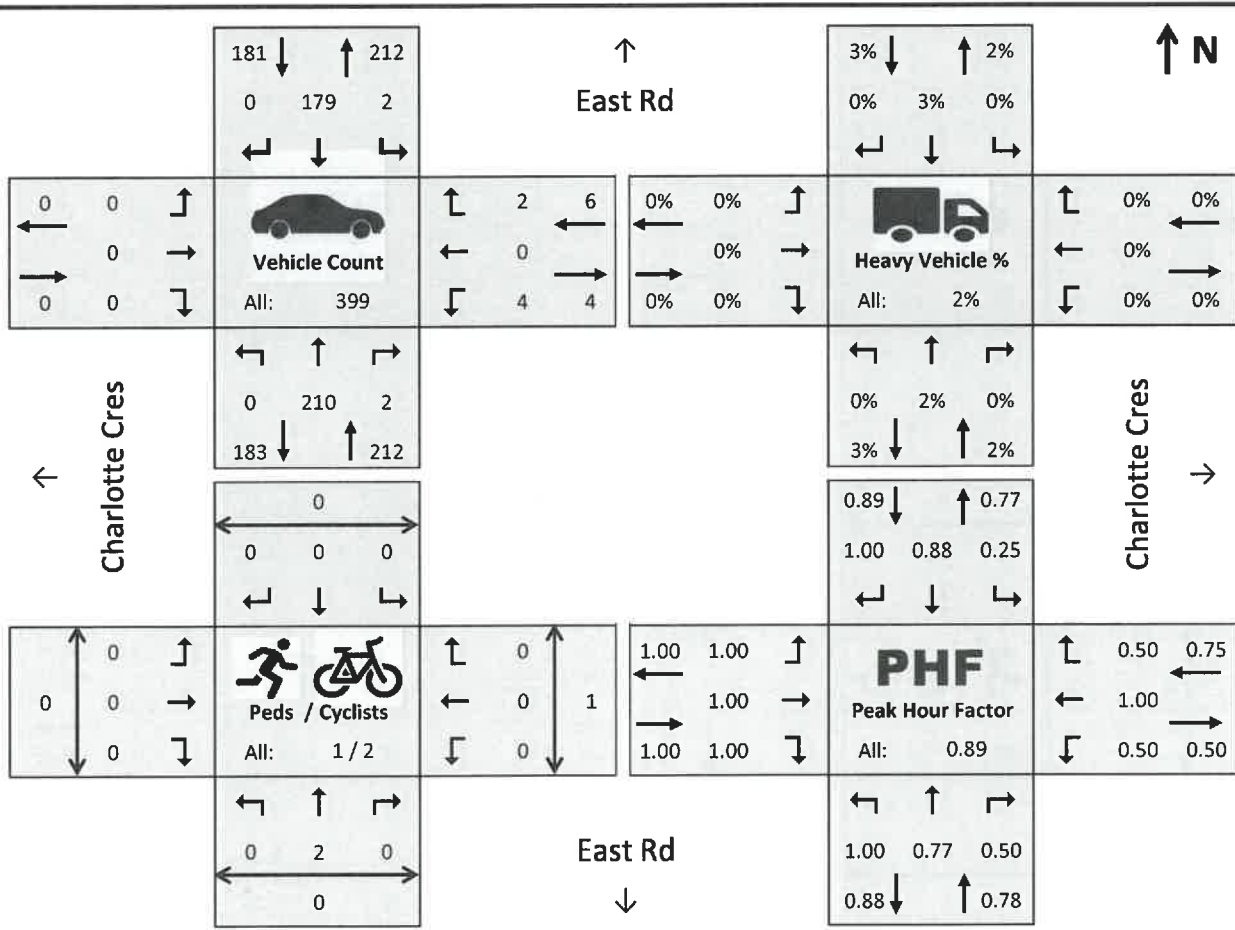 181 212 3% 2% N
East Rd
0 179 2 0% 3% 0%
0 0 2 6 0% 0% 0% 0%
0 0 0% 0%
Vehicle Count Heavy Vehicle %
0 0 All: 399 4 4 0% 0% All: 2% 0% 0%
0 210 2 0% 2% 0%
183 212 3% 2%
Charlotte Cres Charlotte Cres
0 0.89 0.77
0 0 0 1.00 0.88 0.25
0 0 1.00 1.00 PHF 0.50 0.75
0 0 Peds / Cyclists 0 1 1.00 Peak Hour Factor 1.00
0 All: 1 / 2 0 1.00 1.00 All: 0.89 0.50 0.50
0 2 0 East Rd 1.00 0.77 0.50
0 0.88 0.78